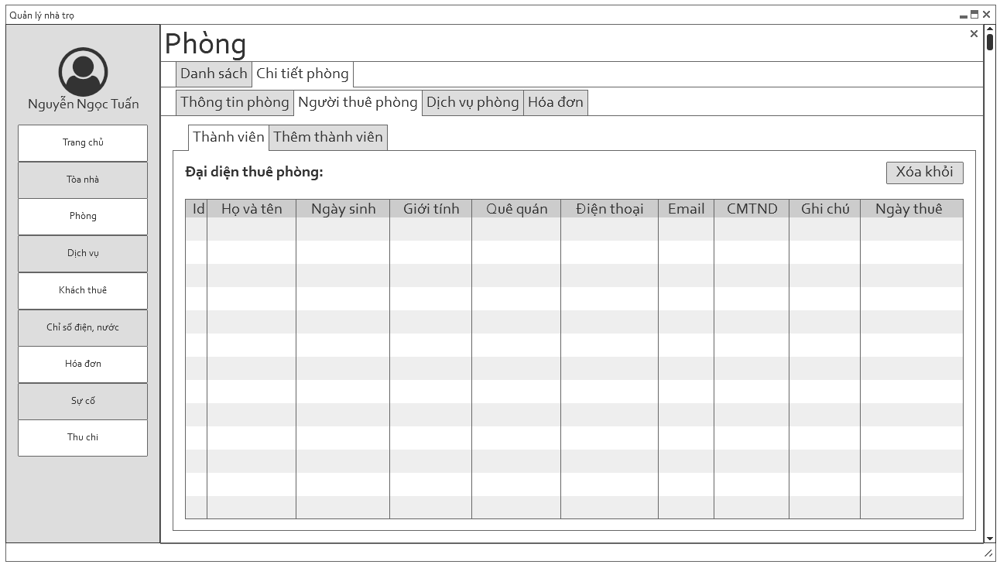 Quản lý nhà trọ
Nguyễn Ngọc Tuấn
Trang chủ
Tòa nhà
Phòng
Dịch vụ
Khách thuê
Chỉ số điện, nước
Hóa đơn
Sự cố
Thu chi
Phòng
Danh sách Chi tiết phòng
Thông tin phòng Người thuê phòng Dịch vụ phòng Hóa đơn
Thành viên Thêm thành viên
Đại diện thuê phòng: Xóa khỏi
Id Họ và tên Ngày sinh Giới tính Quê quán Điện thoại Email CMTND Ghi chú Ngày thuê